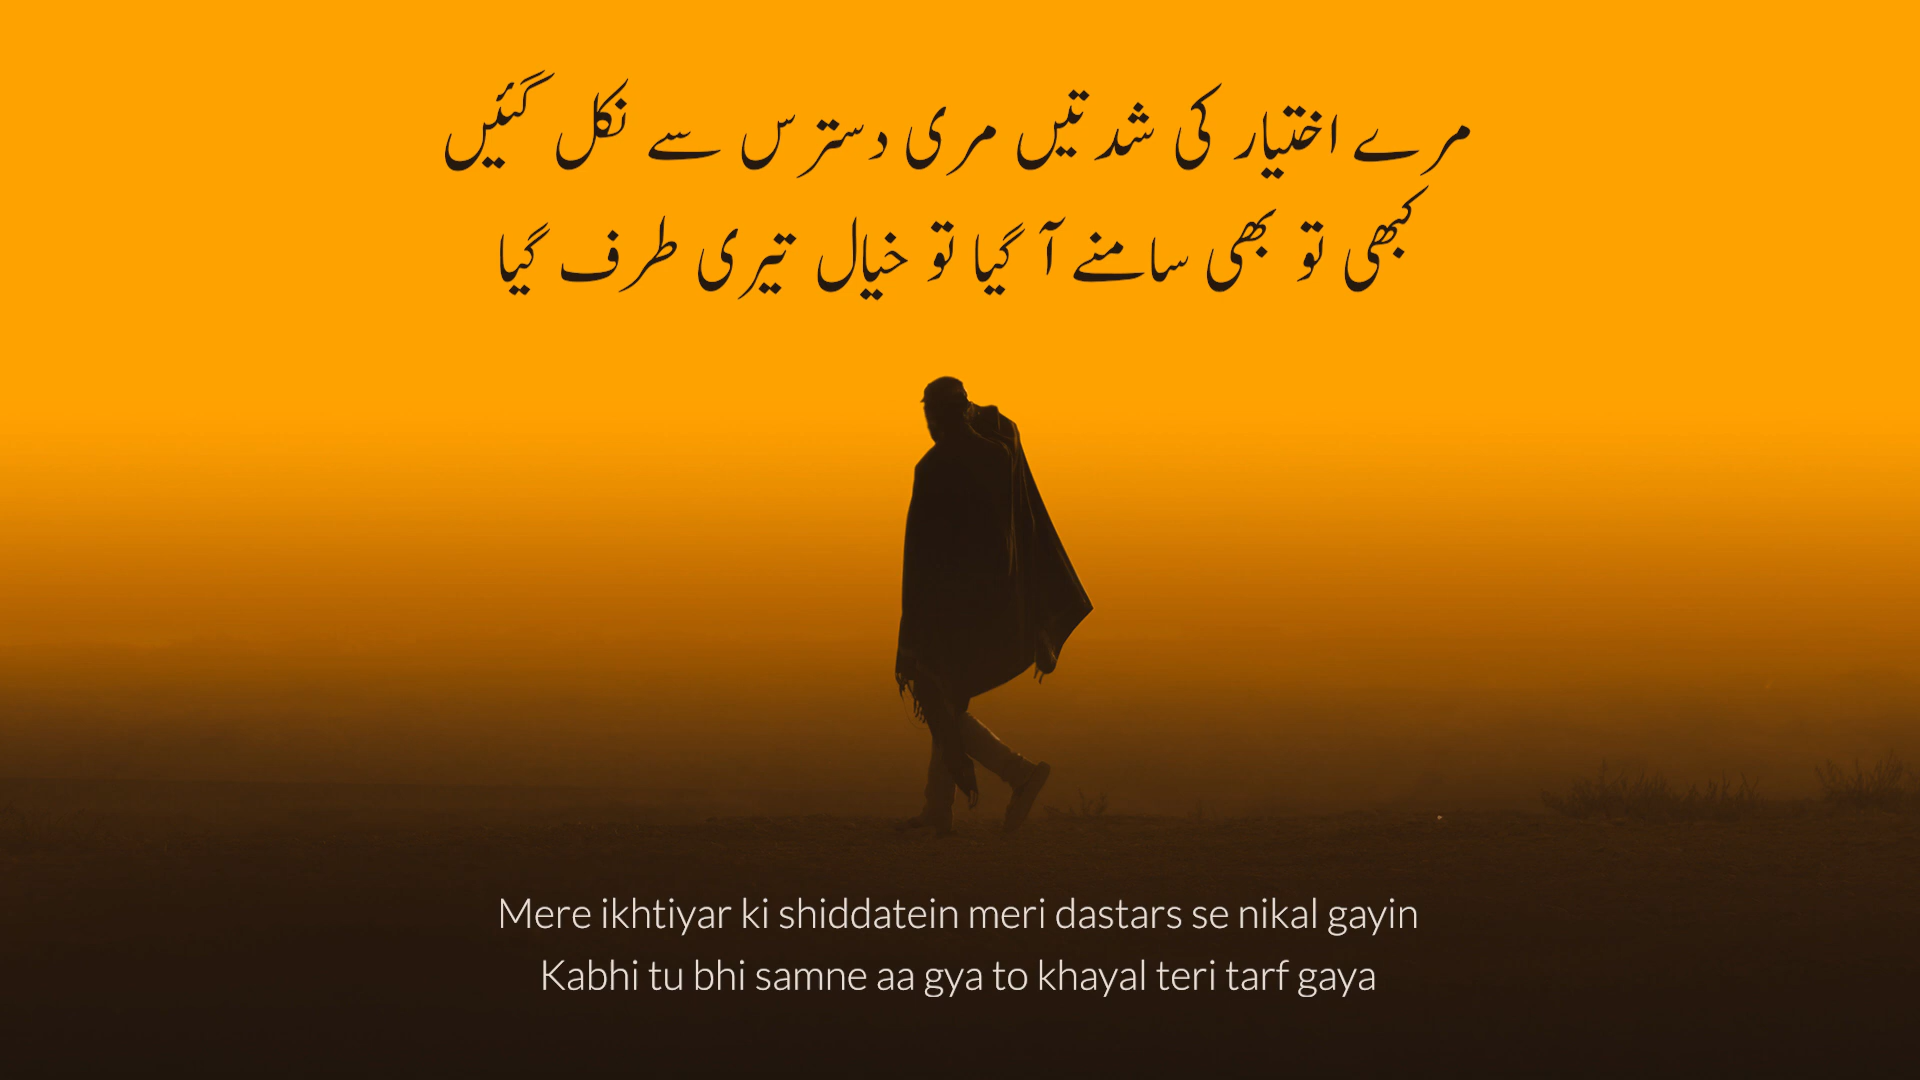 مرے اختیار کی شدتیں مری دسترس سے نکل گئیں
کبھی تو بھی سامنے آ گیا تو خیال تیری طرف گیا
Mere ikhtiyar ki shiddatein meri dastars se nikal gayin
Kabhi tu bhi samne aa gya to khayal teri tarf gaya